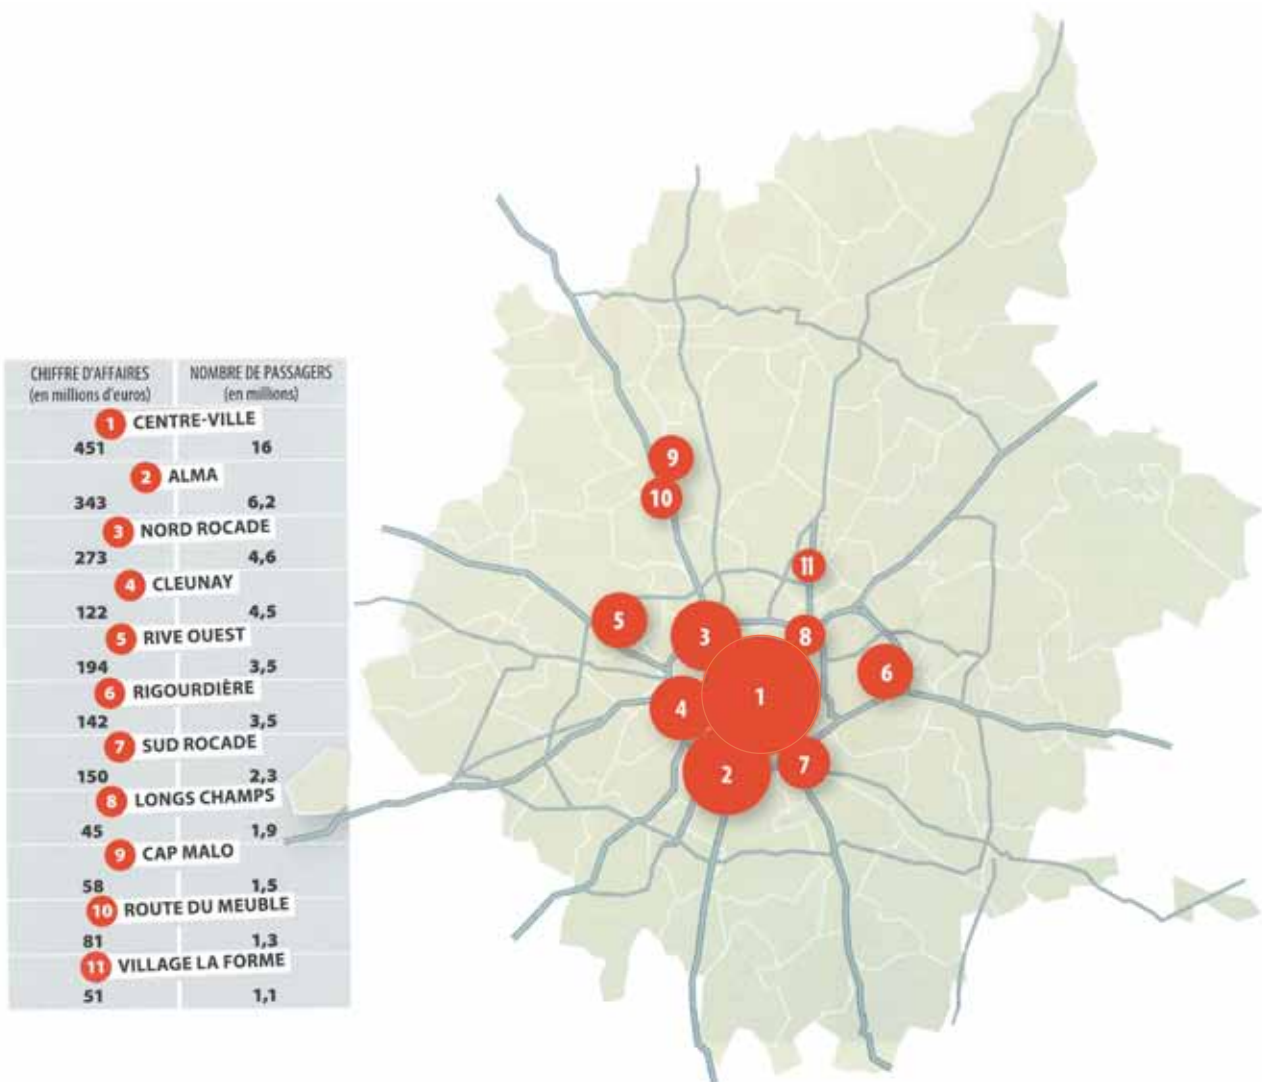 CHIFFRE D'AFFAIRES NOMBRE DE PASSAGERS
(en millions d'euros) (en millions)
1 CENTRE-VILLE
451 16
2 ALMA
343 6,2
3 NORD ROCADE
273 4,6
4 CLEUNAY
122 4,5
5 RIVE OUEST
194 3,5
6 RIGOURDIÈRE
142 3,5
7 SUD ROCADE
150 2,3
8 LONGS CHAMPS
45 1,9
9 CAP MALO
58 1,5
10 ROUTE DU MEUBLE
81 1,3
11 VILLAGE LA FORME
51 1,1
9
10
11
5
3
8
6
1
4
7
2